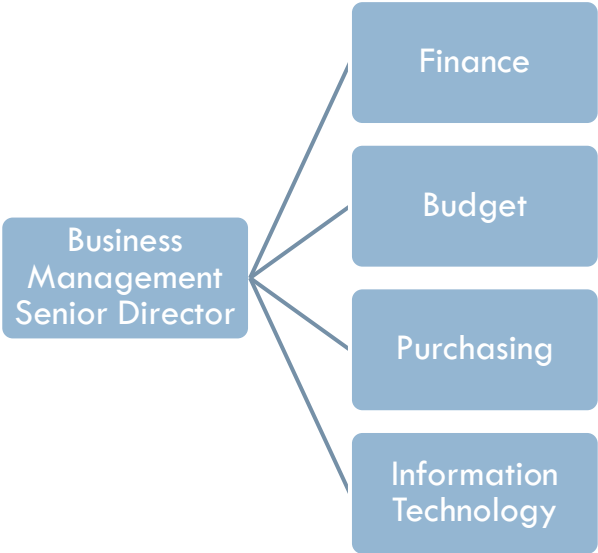 Finance
Budget
Business
Management
Senior Director
Purchasing
Information
Technology